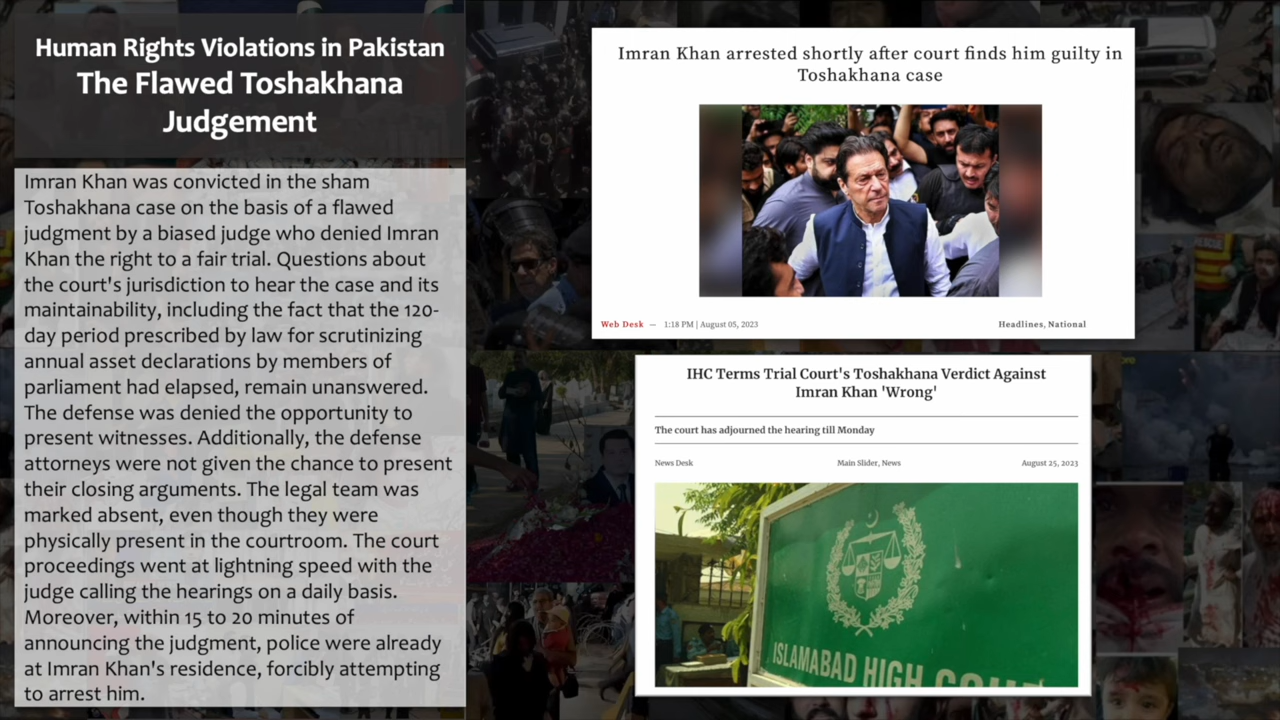 Human Rights Violations in Pakistan
The Flawed Toshakhana
Judgement
Imran Khan was convicted in the sham
Toshakhana case on the basis of a flawed
judgment by a biased judge who denied Imran
Khan the right to a fair trial. Questions about
the court's jurisdiction to hear the case and its
maintainability, including the fact that the 120-
day period prescribed by law for scrutinizing
annual asset declarations by members of
parliament had elapsed, remain unanswered.
The defense was denied the opportunity to
present witnesses. Additionally, the defense
attorneys were not given the chance to present
their closing arguments. The legal team was
marked absent, even though they were
physically present in the courtroom. The court
proceedings went at lightning speed with the
judge calling the hearings on a daily basis.
Moreover, within 15 to 20 minutes of
announcing the judgment, police were already
at Imran Khan's residence, forcibly attempting
to arrest him.
Imran Khan arrested shortly after court finds him guilty in
Toshakhana case
Web Desk — 1:18 PM | August 05, 2023 Headlines, National
IHC Terms Trial Court's Toshakhana Verdict Against
Imran Khan 'Wrong'
The court has adjourned the hearing till Monday
News Desk Main Slider, News August 25, 2023
ISLAMABAD HIGH